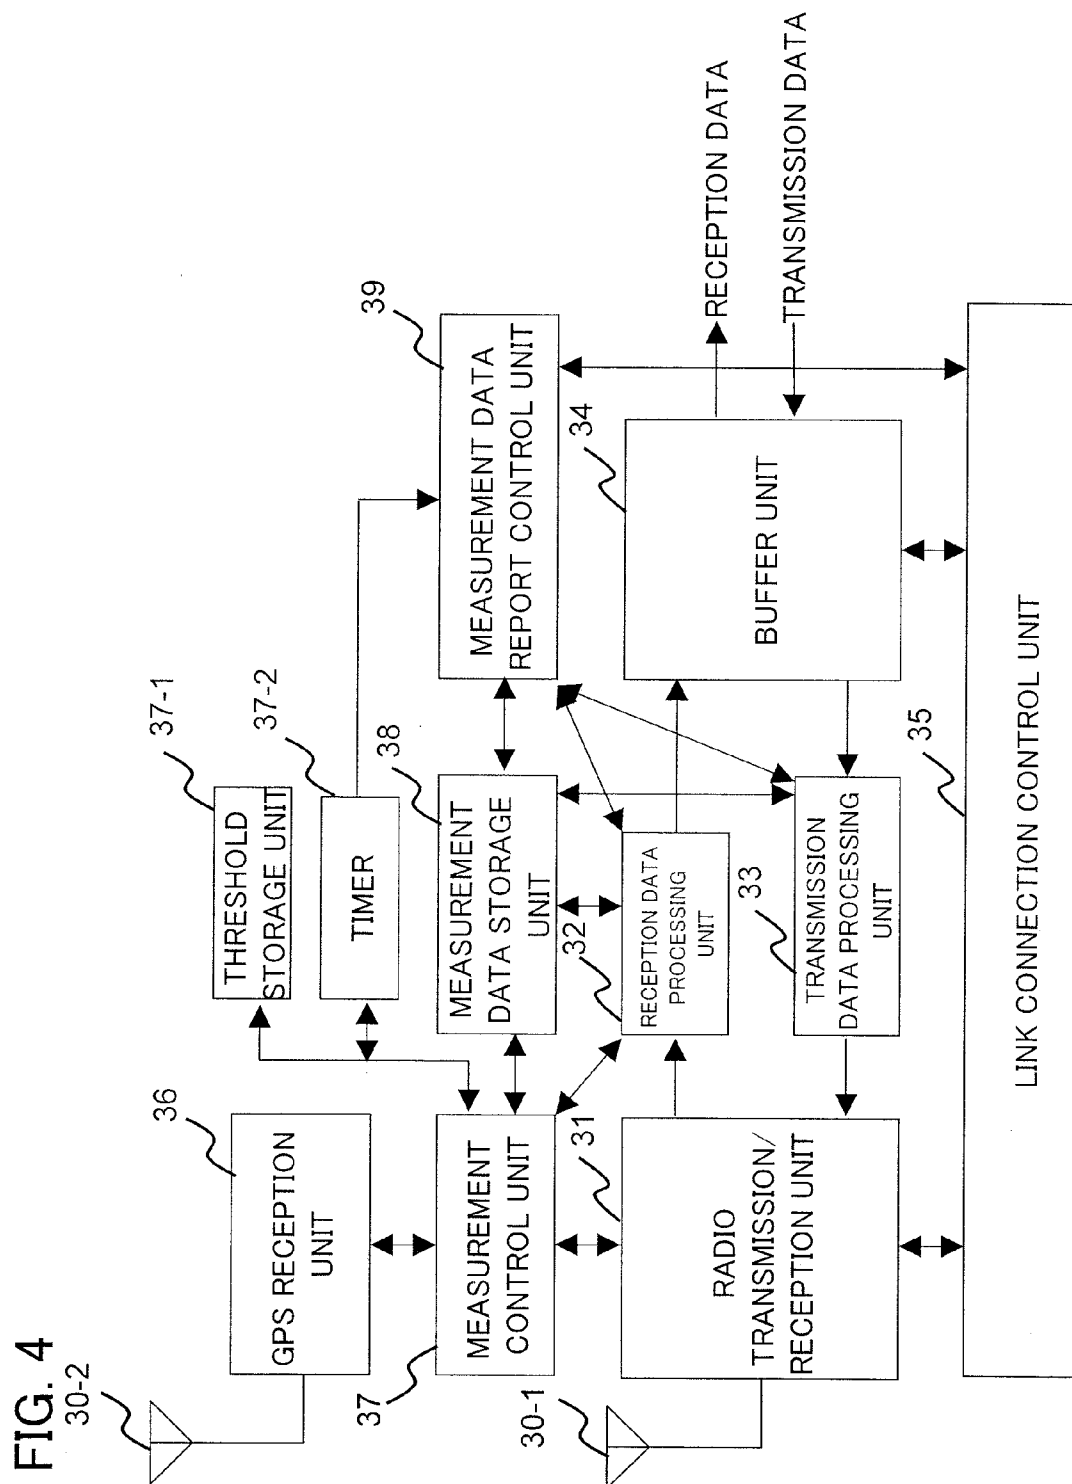 FIG. 4
30-2
36
GPS RECEPTION
UNIT
37-1
THRESHOLD
STORAGE UNIT
37-2
TIMER
37
MEASUREMENT
CONTROL UNIT
38
MEASUREMENT
DATA STORAGE
UNIT
39
MEASUREMENT DATA
REPORT CONTROL UNIT
30-1
31
RADIO
TRANSMISSION/
RECEPTION UNIT
32
RECEPTION DATA
PROCESSING
UNIT
33
TRANSMISSION
DATA PROCESSING
UNIT
34
BUFFER UNIT
RECEPTION DATA
TRANSMISSION DATA
35
LINK CONNECTION CONTROL UNIT